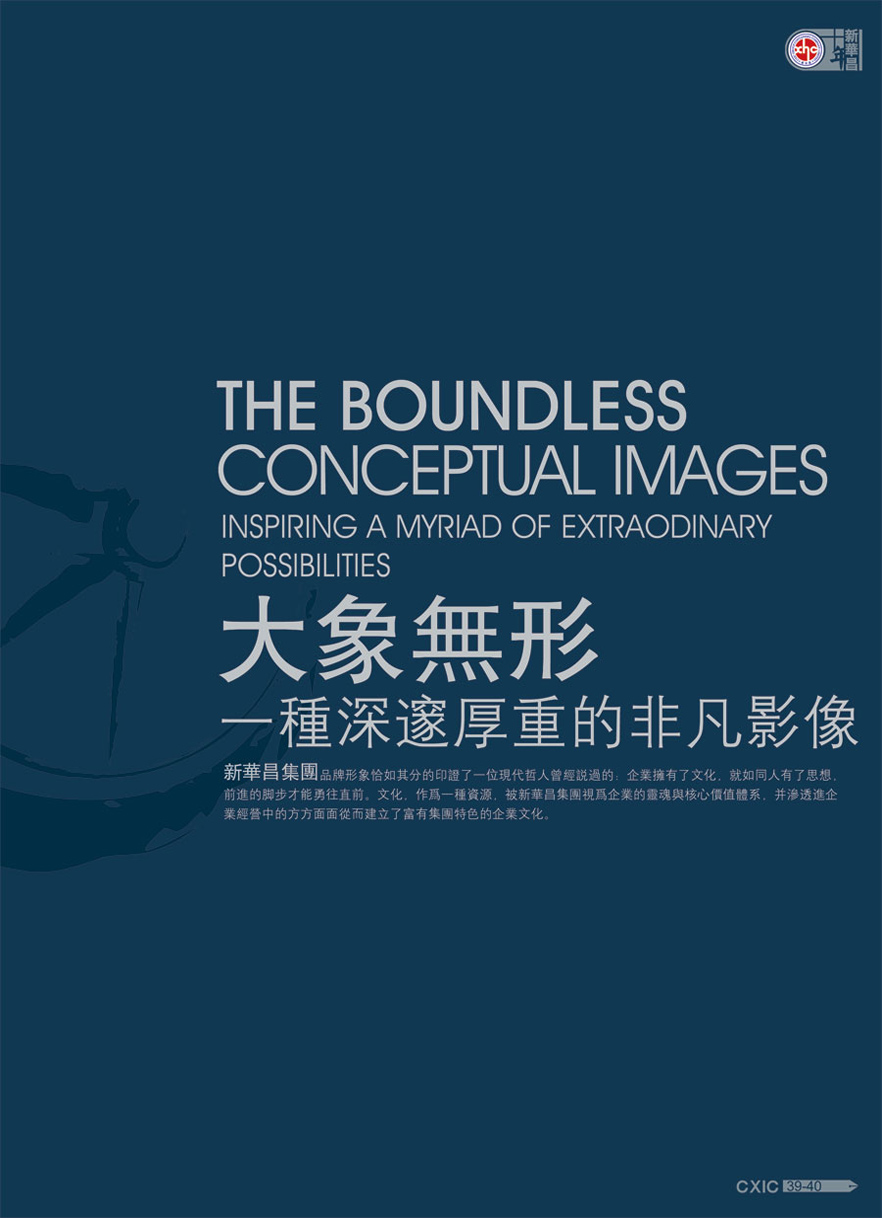 xhc 十年 新華昌
THE BOUNDLESS
CONCEPTUAL IMAGES
INSPIRING A MYRIAD OF EXTRAODINARY
POSSIBILITIES
大象無形
一種深邃厚重的非凡影像
新華昌集團品牌形象恰如其分的印證了一位現代哲人曾經説過的：企業擁有了文化，就如同人有了思想，
前進的脚步才能勇往直前。文化，作爲一種資源，被新華昌集團視爲企業的靈魂與核心價值體系，并滲透進企
業經營中的方方面面從而建立了富有集團特色的企業文化。
CXIC 39-40